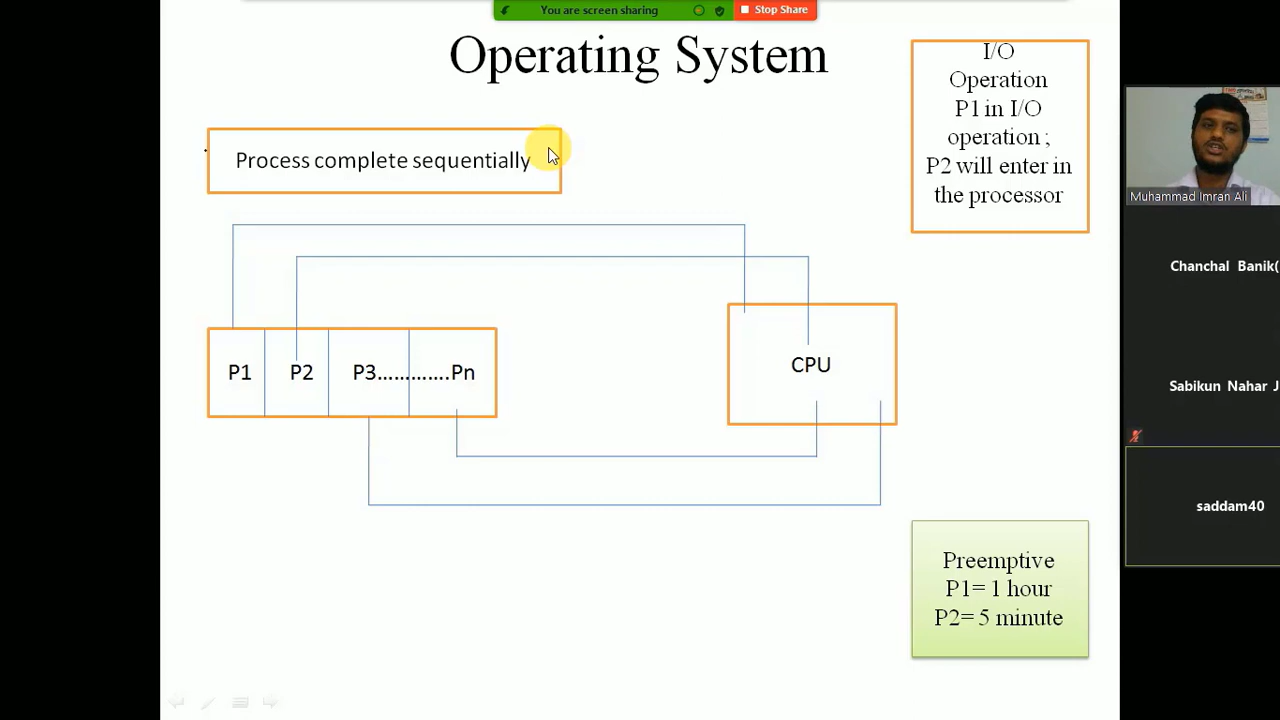 You are screen sharing
Stop Share
Operating System
I/O
Operation
P1 in I/O
operation ;
P2 will enter in
the processor
Process complete sequentially
Muhammad Imran Ali
Chanchal Banik(
P1
P2
P3.............Pn
CPU
Sabikun Nahar J
saddam40
Preemptive
P1= 1 hour
P2= 5 minute